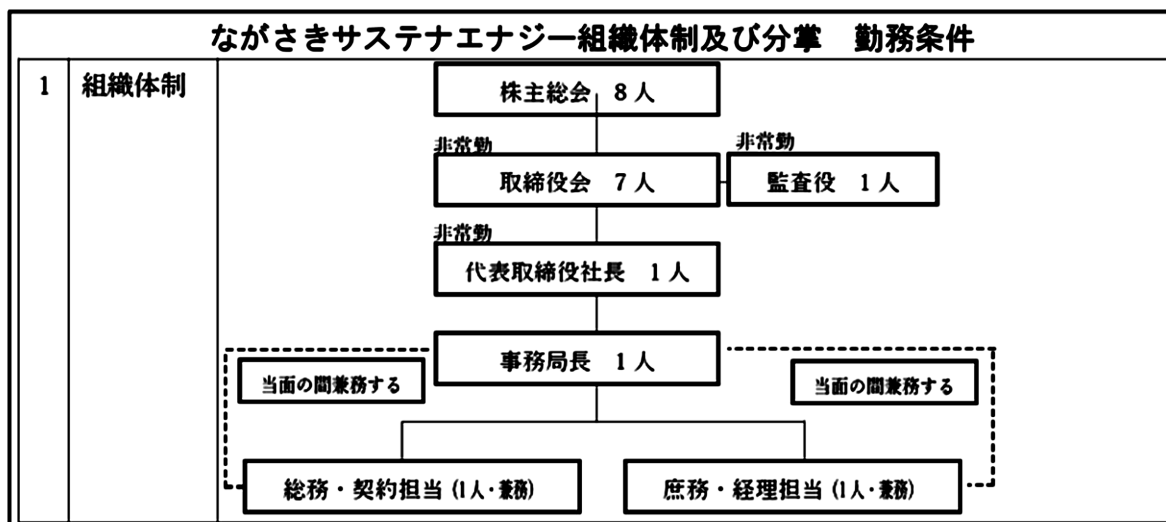 ながさきサステナエナジー組織体制及び分掌　勤務条件
1 組織体制
株主総会　8人
非常勤
取締役会　7人
非常勤
監査役　1人
非常勤
代表取締役社長　1人
事務局長　1人
当面の間兼務する
当面の間兼務する
総務・契約担当 (1人・兼務)
庶務・経理担当 (1人・兼務)